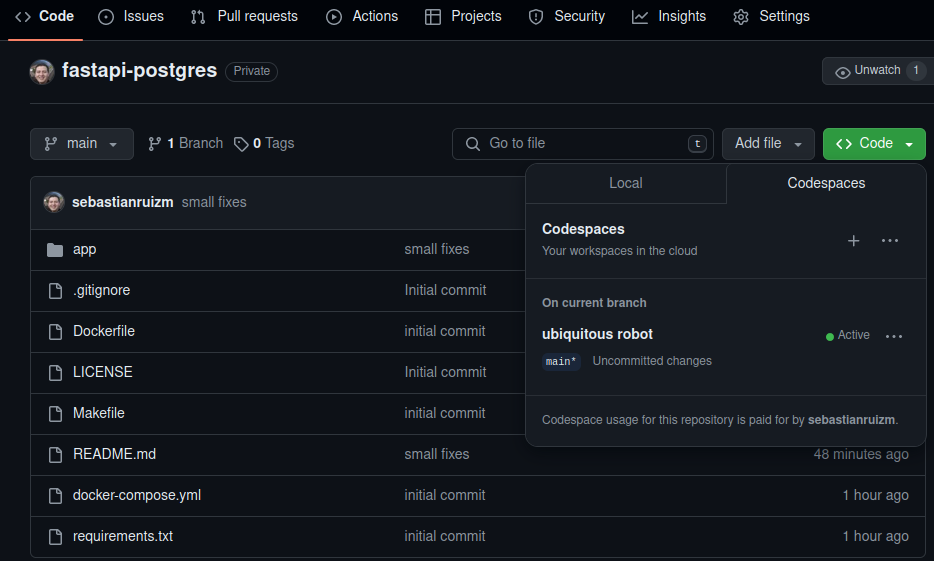 Code Issues Pull requests Actions Projects Security Insights Settings
fastapi-postgres Private Unwatch 1
main 1 Branch 0 Tags Go to file t Add file Code
Local Codespaces
sebastianruizm small fixes
Codespaces
Your workspaces in the cloud
app small fixes
.gitignore Initial commit
On current branch
Dockerfile initial commit
ubiquitous robot Active
main* Uncommitted changes
LICENSE Initial commit
Makefile initial commit
Codespace usage for this repository is paid for by sebastianruizm.
README.md small fixes 48 minutes ago
docker-compose.yml initial commit 1 hour ago
requirements.txt initial commit 1 hour ago